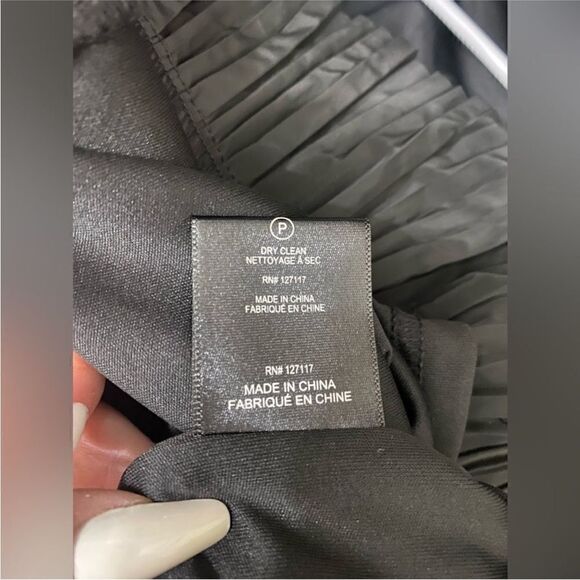 P
DRY CLEAN
NETTOYAGE À SEC
RN# 127117
MADE IN CHINA
FABRIQUÉ EN CHINE
RN# 127117
MADE IN CHINA
FABRIQUÉ EN CHINE